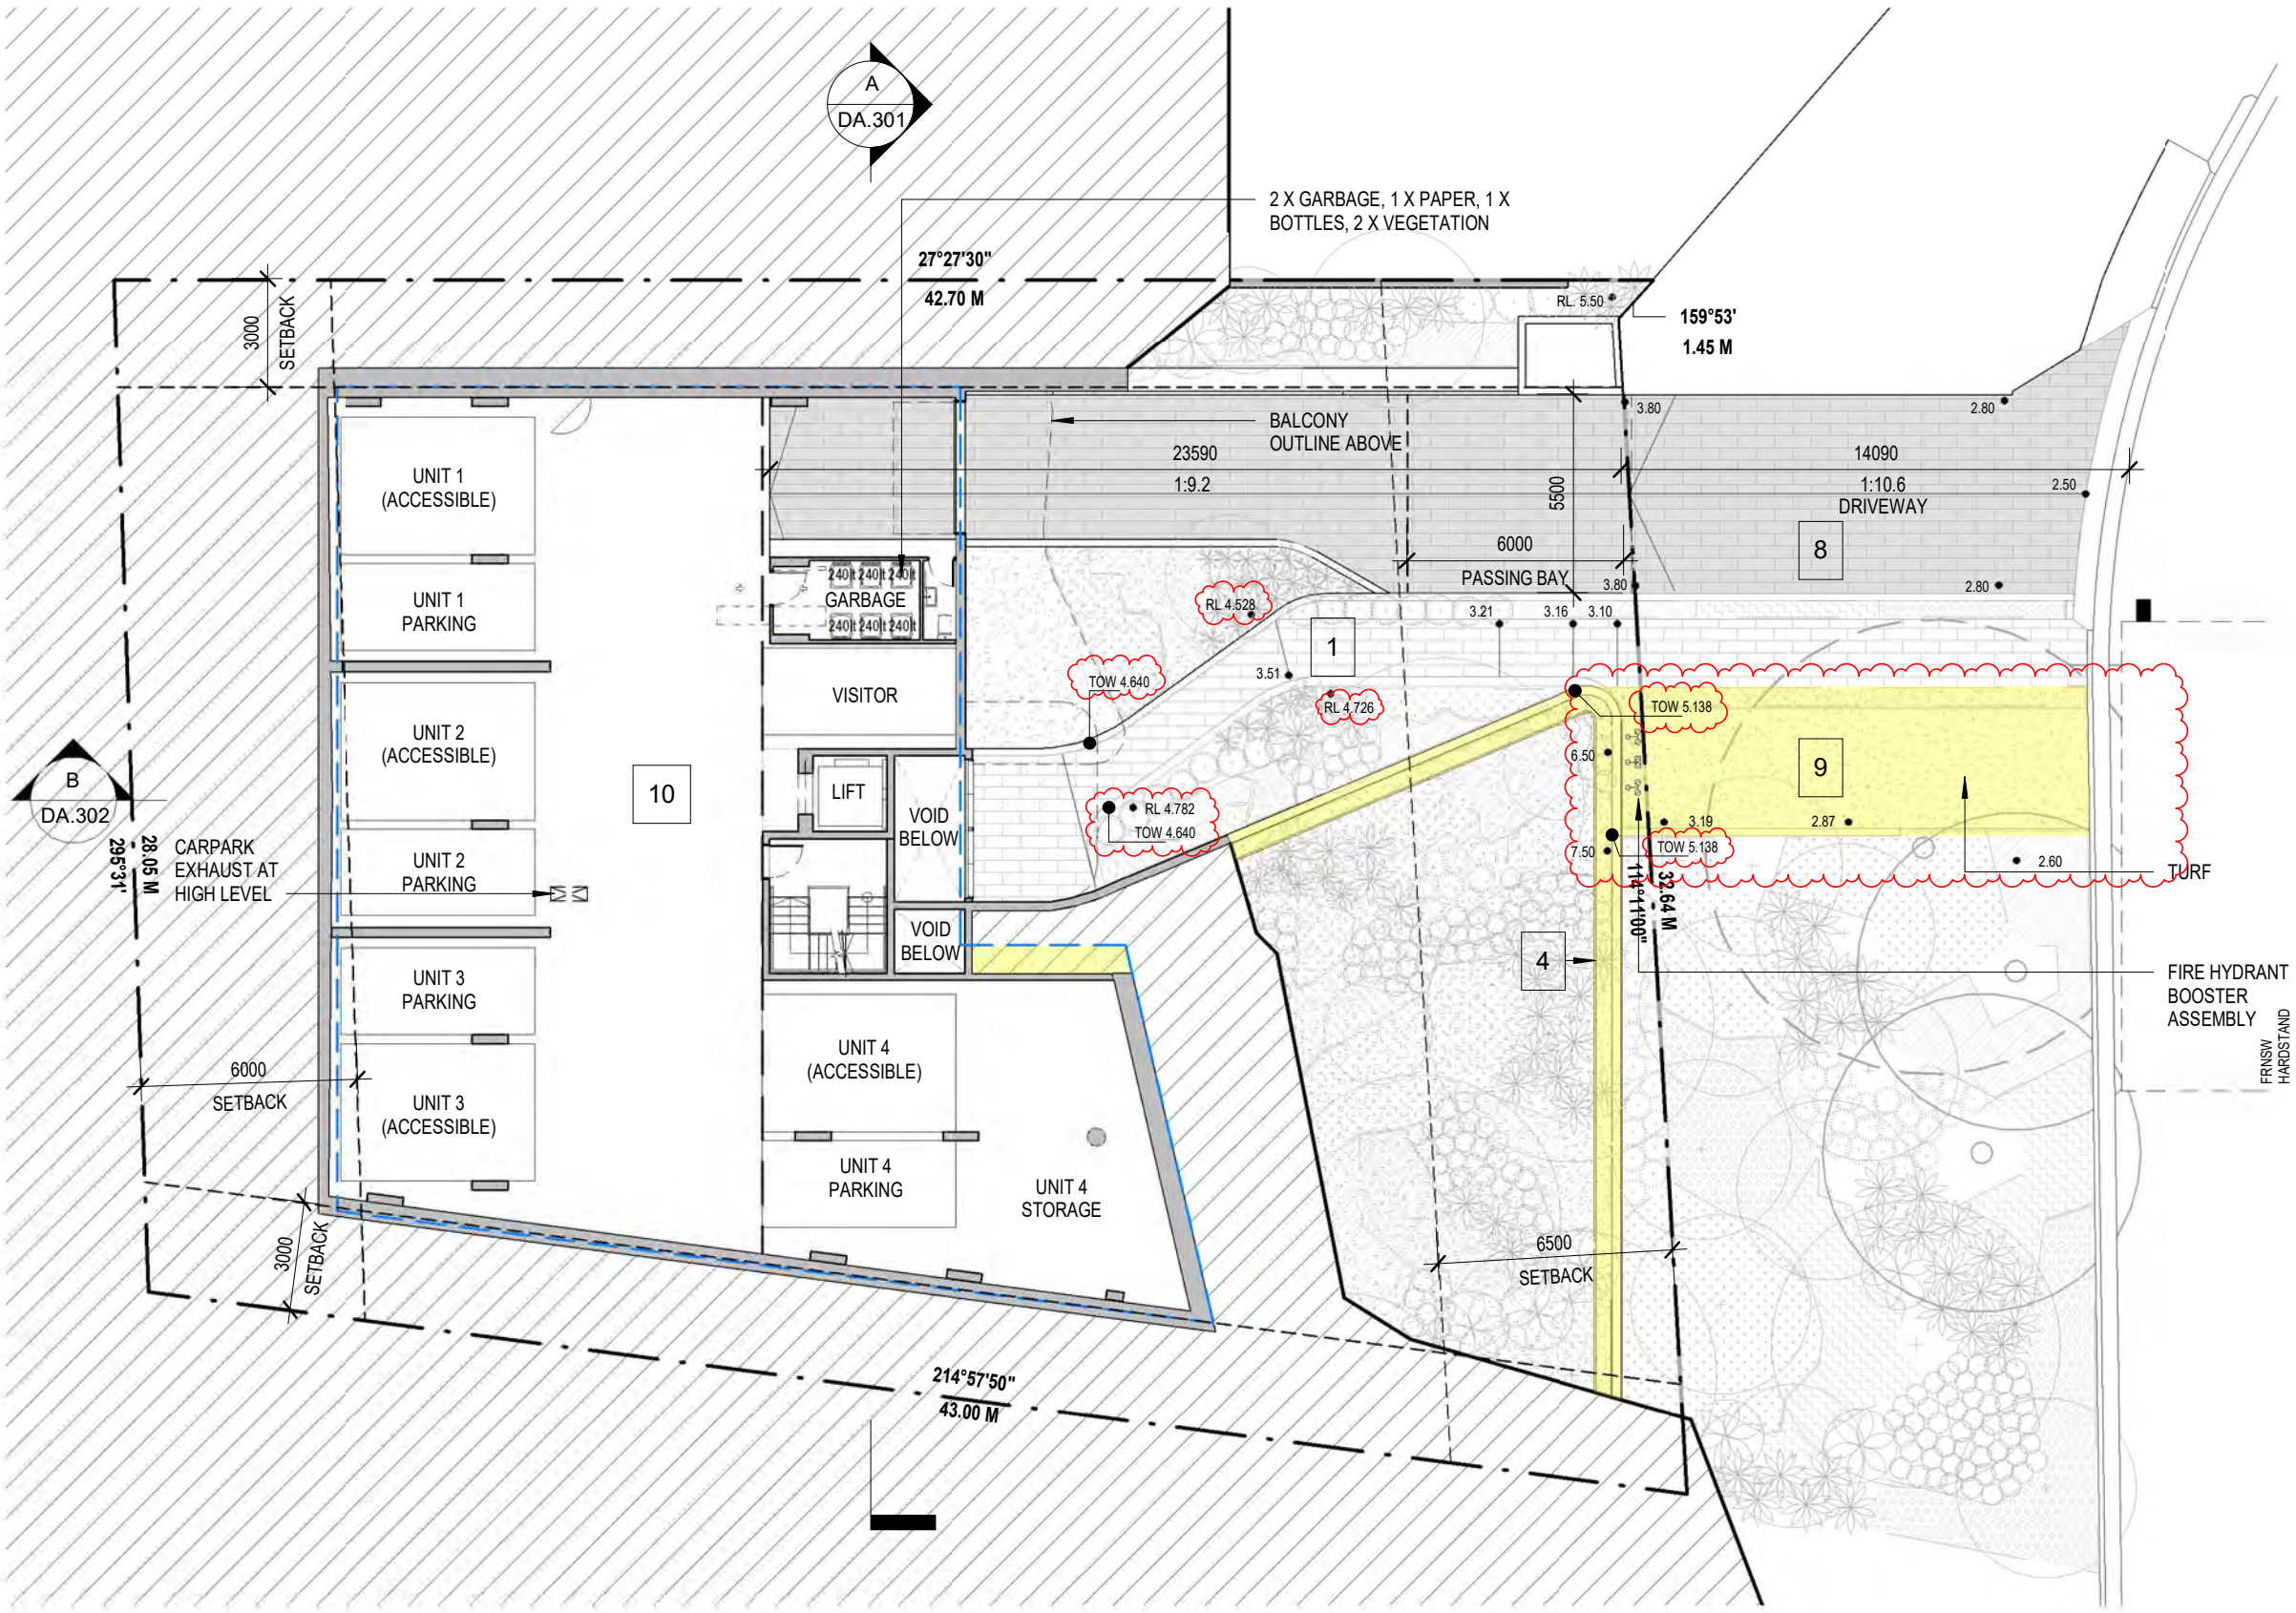 A
DA.301
2 X GARBAGE, 1 X PAPER, 1 X
BOTTLES, 2 X VEGETATION
27°27'30"
42.70 M
3000
SETBACK
RL. 5.50
159°53'
1.45 M
BALCONY
OUTLINE ABOVE
3.80
2.80
23590
1:9.2
14090
1:10.6
DRIVEWAY
2.50
5500
UNIT 1
(ACCESSIBLE)
6000
PASSING BAY
8
3.80
2.80
240lt 240lt 240lt
GARBAGE
240lt 240lt 240lt
UNIT 1
PARKING
RL 4.528
3.21
3.16
3.10
1
3.51
TOW 4.640
VISITOR
RL 4.726
TOW 5.138
UNIT 2
(ACCESSIBLE)
6.50
9
B
DA.302
10
LIFT
VOID
BELOW
RL 4.782
TOW 4.640
3.19
2.87
7.50
TOW 5.138
2.60
TURF
28.05 M
295°31'
CARPARK
EXHAUST AT
HIGH LEVEL
UNIT 2
PARKING
32.64 M
114°11'00"
VOID
BELOW
4
FIRE HYDRANT
BOOSTER
ASSEMBLY
FRNSW
HARDSTAND
UNIT 3
PARKING
UNIT 4
(ACCESSIBLE)
6000
SETBACK
UNIT 3
(ACCESSIBLE)
UNIT 4
PARKING
UNIT 4
STORAGE
3000
SETBACK
6500
SETBACK
214°57'50"
43.00 M